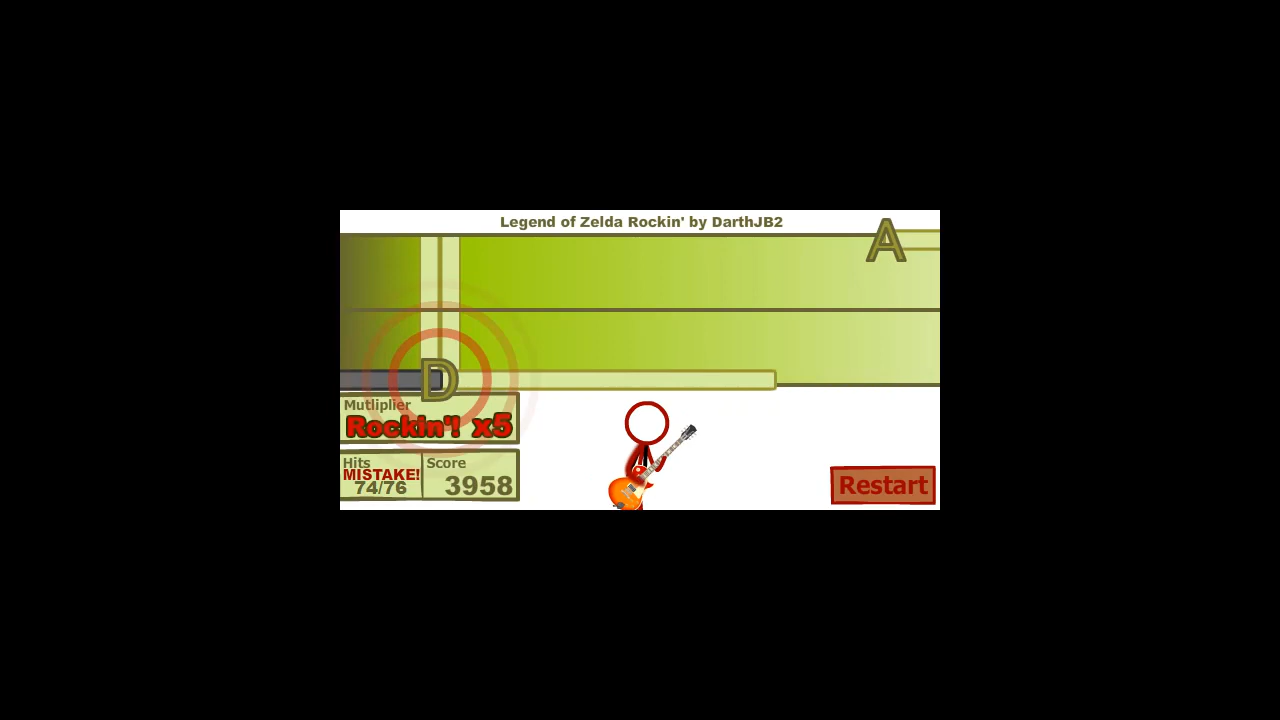 Legend of Zelda Rockin' by DarthJB2
A
D
Mutliplier
Rockin'! x5
Hits
MISTAKE!
74/76
Score
3958
Restart